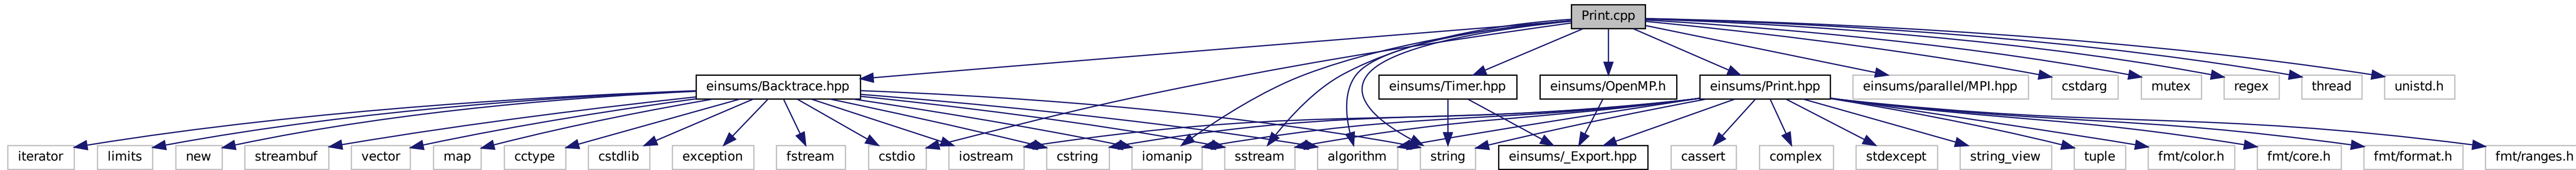 Print.cpp
einsums/Backtrace.hpp
einsums/Timer.hpp
einsums/OpenMP.h
einsums/Print.hpp
einsums/parallel/MPI.hpp
cstdarg
mutex
regex
thread
unistd.h
iterator
limits
new
streambuf
vector
map
cctype
cstdlib
exception
fstream
cstdio
iostream
cstring
iomanip
sstream
algorithm
string
einsums/_Export.hpp
cassert
complex
stdexcept
string_view
tuple
fmt/color.h
fmt/core.h
fmt/format.h
fmt/ranges.h